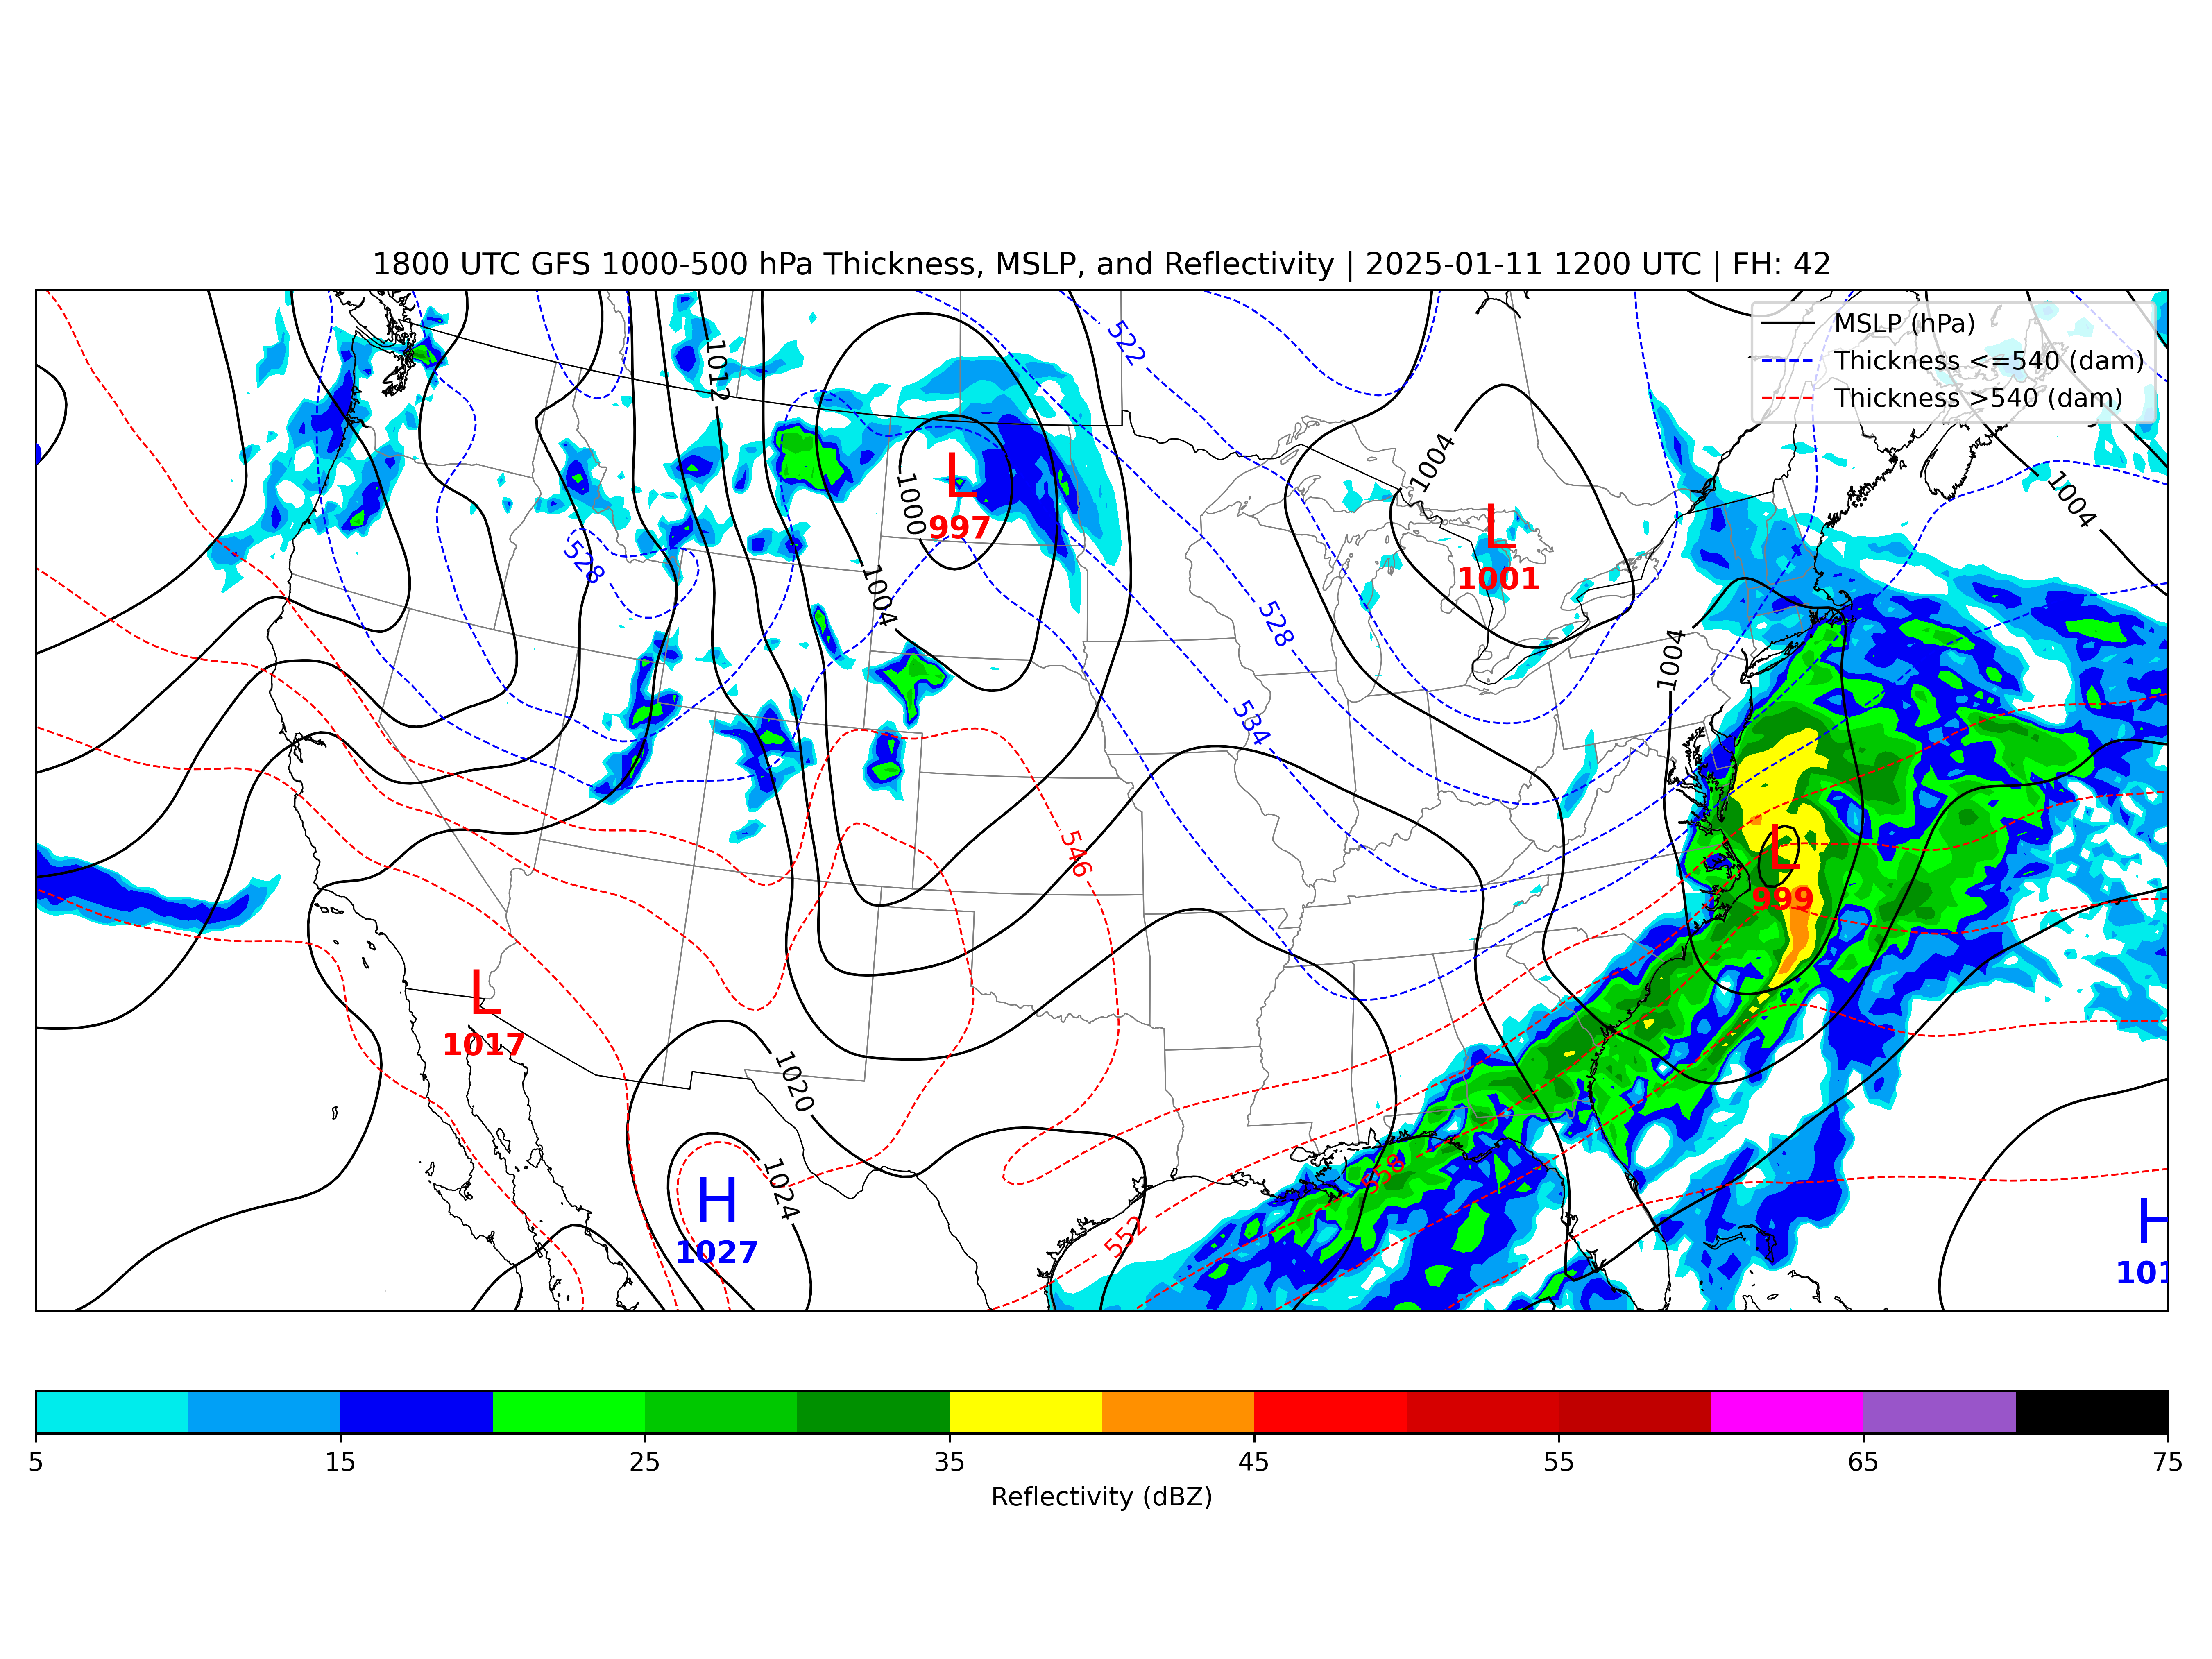 1800 UTC GFS 1000-500 hPa Thickness, MSLP, and Reflectivity | 2025-01-11 1200 UTC | FH: 42
MSLP (hPa)
Thickness <=540 (dam)
Thickness >540 (dam)
522
1012
1004
1004
1000
L
997
L
1001
528
1004
528
1004
534
546
L
999
L
1017
1020
558
1024
552
H
1027
H
101
5 15 25 35 45 55 65 75
Reflectivity (dBZ)